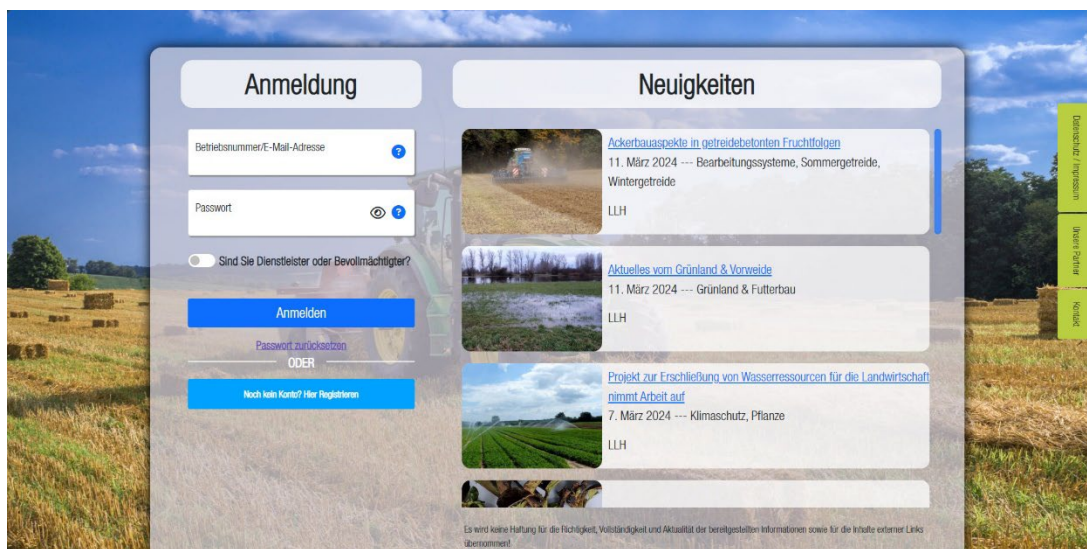 Anmeldung
Betriebsnummer/E-Mail-Adresse
Passwort
Sind Sie Dienstleister oder Bevollmächtigter?
Anmelden
Passwort zurücksetzen
ODER
Noch kein Konto? Hier Registrieren
Neuigkeiten
Ackerbauaspekte in getreidebetonten Fruchtfolgen
11. März 2024 --- Bearbeitungssysteme, Sommergetreide,
Wintergetreide
LLH
Aktuelles vom Grünland & Vorweide
11. März 2024 --- Grünland & Futterbau
LLH
Projekt zur Erschließung von Wasserressourcen für die Landwirtschaft
nimmt Arbeit auf
7. März 2024 --- Klimaschutz, Pflanze
LLH
Es wird keine Haftung für die Richtigkeit, Vollständigkeit und Aktualität der bereitgestellten Informationen sowie für die Inhalte externer Links
übernommen!
Datenschutz / Impressum
Unsere Partner
Kontakt